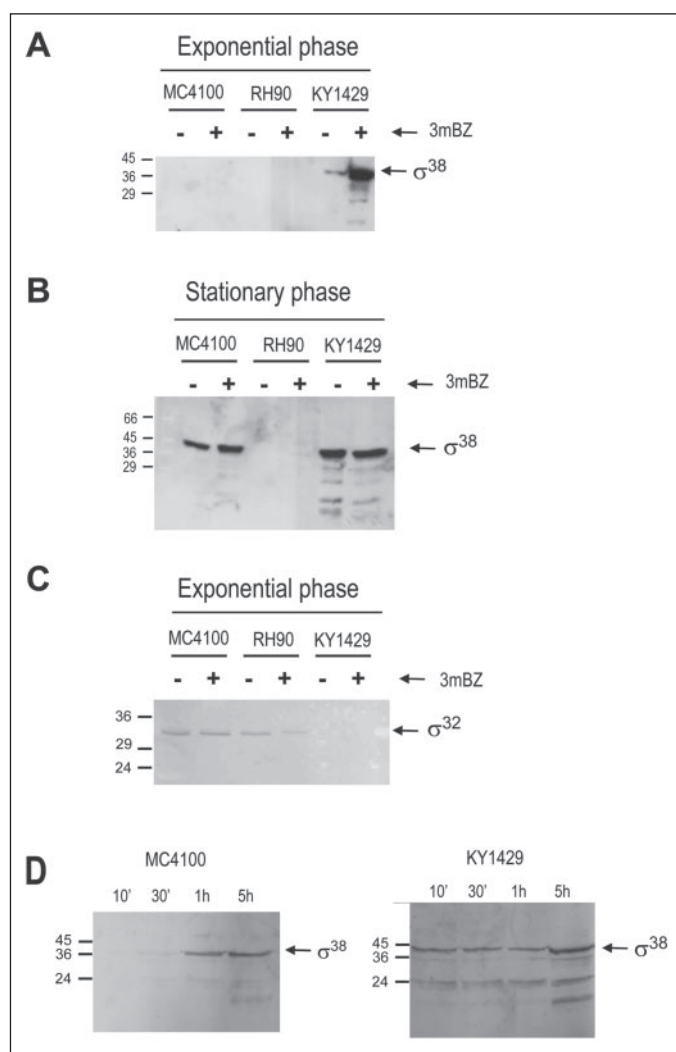 A
Exponential phase
MC4100 RH90 KY1429
- + - + - + ← 3mBZ
45
36
29
← σ³⁸
B
Stationary phase
MC4100 RH90 KY1429
- + - + - + ← 3mBZ
66
45
36
29
← σ³⁸
C
Exponential phase
MC4100 RH90 KY1429
- + - + - + ← 3mBZ
36
29
24
← σ³²
D
MC4100
10' 30' 1h 5h
45
36
24
← σ³⁸
KY1429
10' 30' 1h 5h
45
36
24
← σ³⁸